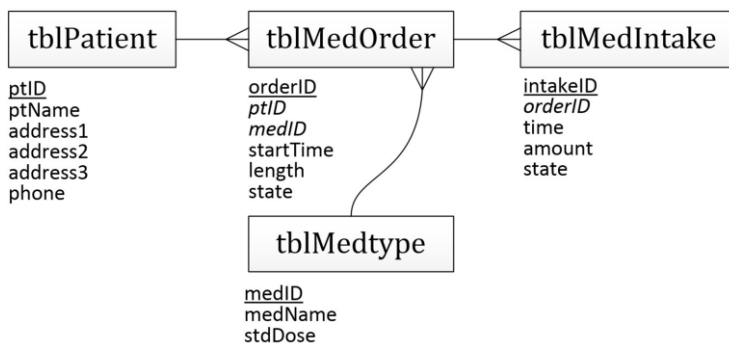 tblPatient
ptID
ptName
address1
address2
address3
phone
tblMedOrder
orderID
ptID
medID
startTime
length
state
tblMedIntake
intakeID
orderID
time
amount
state
tblMedtype
medID
medName
stdDose